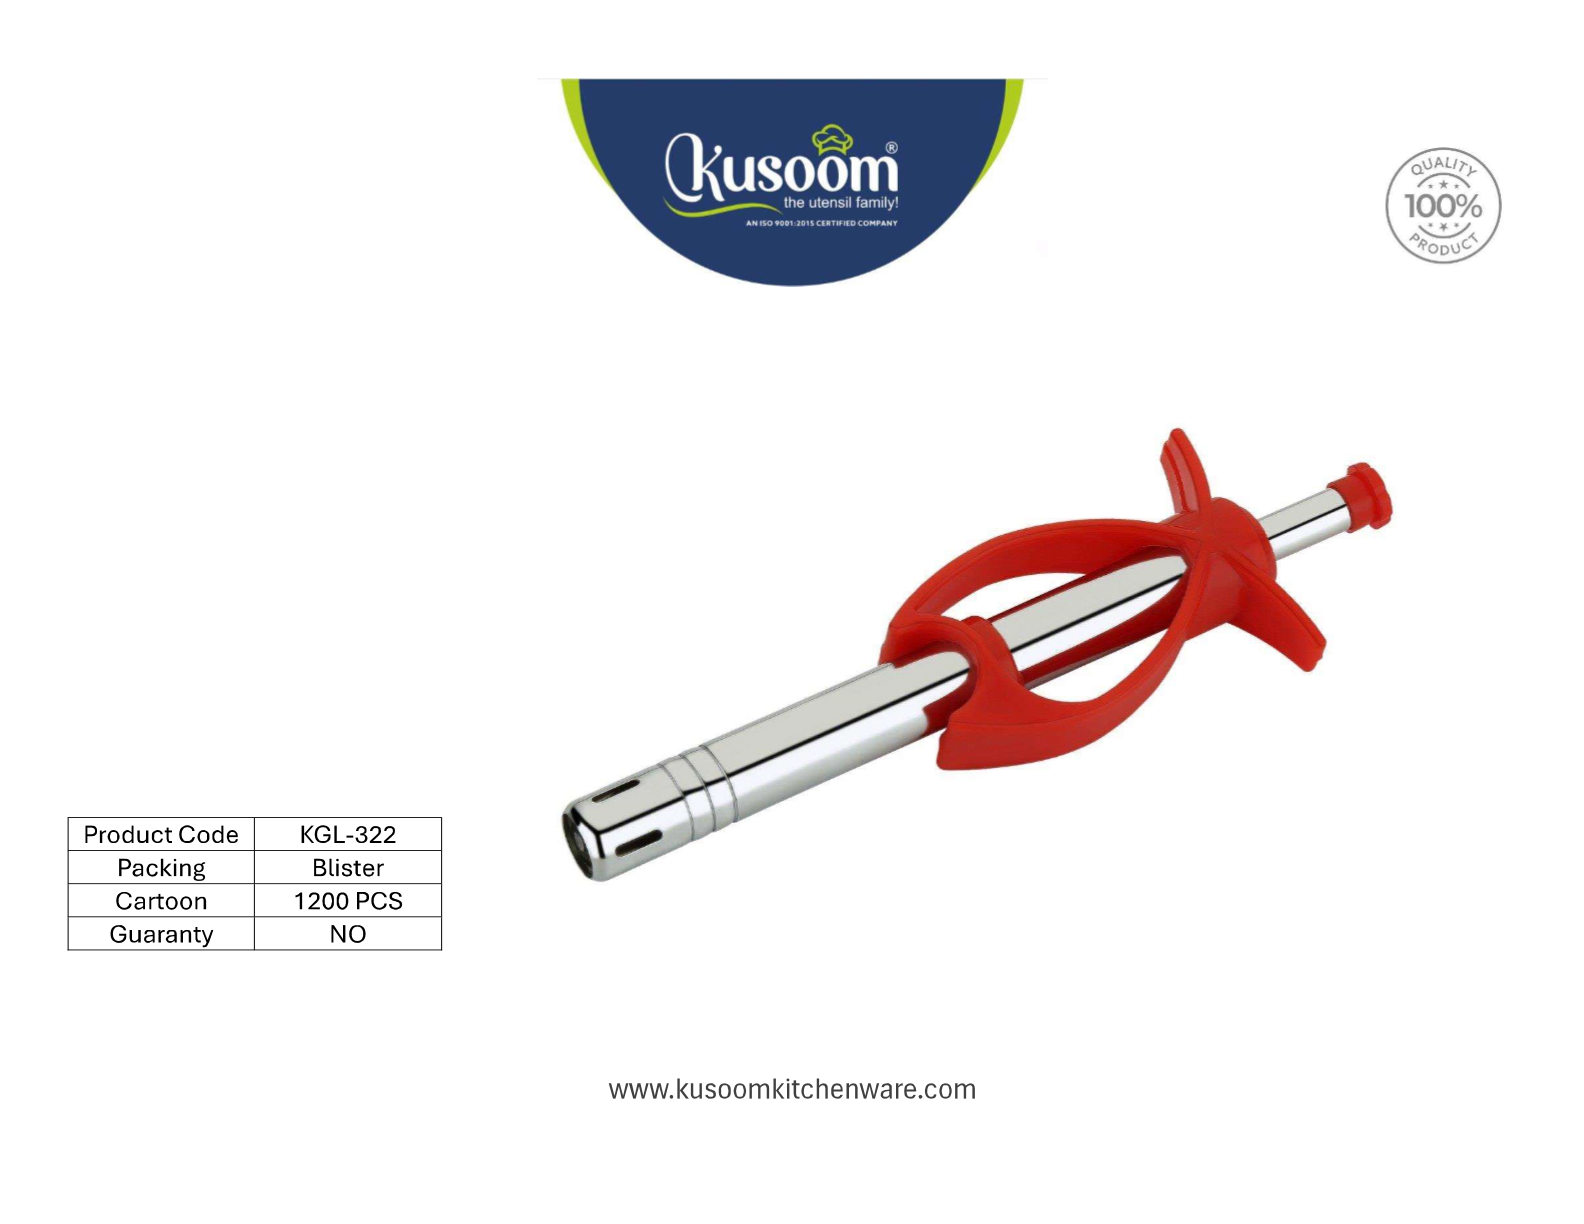 Kusoom®
the utensil family!
AN ISO 9001:2015 CERTIFIED COMPANY
QUALITY
100%
PRODUCT
Product Code KGL-322
Packing Blister
Cartoon 1200 PCS
Guaranty NO
www.kusoomkitchenware.com